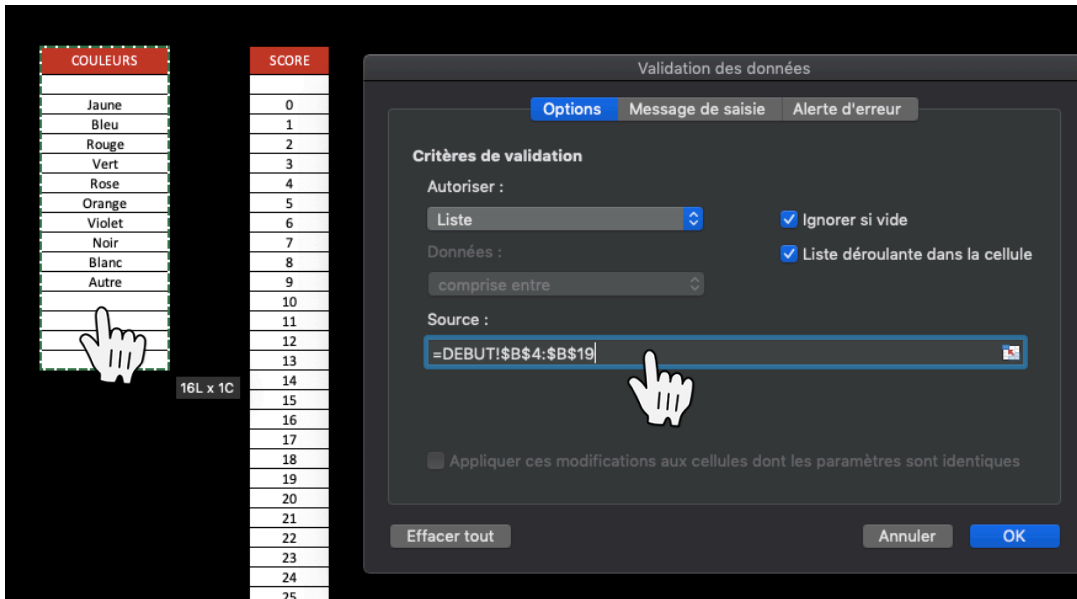 COULEURS
Jaune
Bleu
Rouge
Vert
Rose
Orange
Violet
Noir
Blanc
Autre
16L x 1C
SCORE
0
1
2
3
4
5
6
7
8
9
10
11
12
13
14
15
16
17
18
19
20
21
22
23
24
25
Validation des données
Options Message de saisie Alerte d'erreur
Critères de validation
Autoriser :
Liste
Ignorer si vide
Données :
Liste déroulante dans la cellule
comprise entre
Source :
=DEBUT!$B$4:$B$19
Appliquer ces modifications aux cellules dont les paramètres sont identiques
Effacer tout Annuler OK